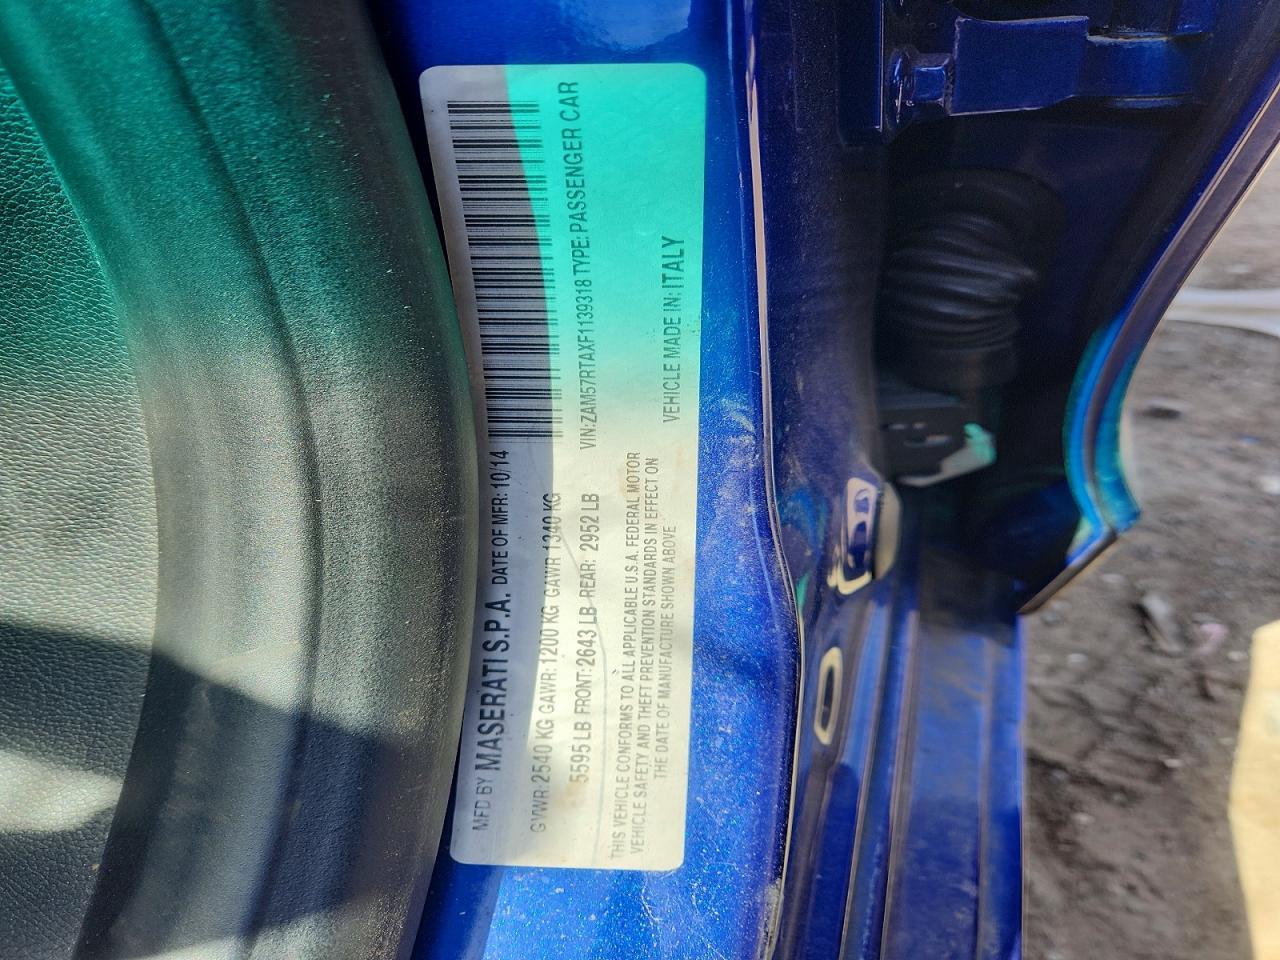 MFD BY MASERATI S.P.A. DATE OF MFR: 10/14
GVWR: 2540 KG GAWR: 1200 KG GAWR 1340 KG
5595 LB FRONT: 2643 LB REAR: 2952 LB
VIN: ZAM57RTAXF1139318 TYPE: PASSENGER CAR
THIS VEHICLE CONFORMS TO ALL APPLICABLE U.S.A. FEDERAL MOTOR
VEHICLE SAFETY AND THEFT PREVENTION STANDARDS IN EFFECT ON
THE DATE OF MANUFACTURE SHOWN ABOVE
VEHICLE MADE IN: ITALY